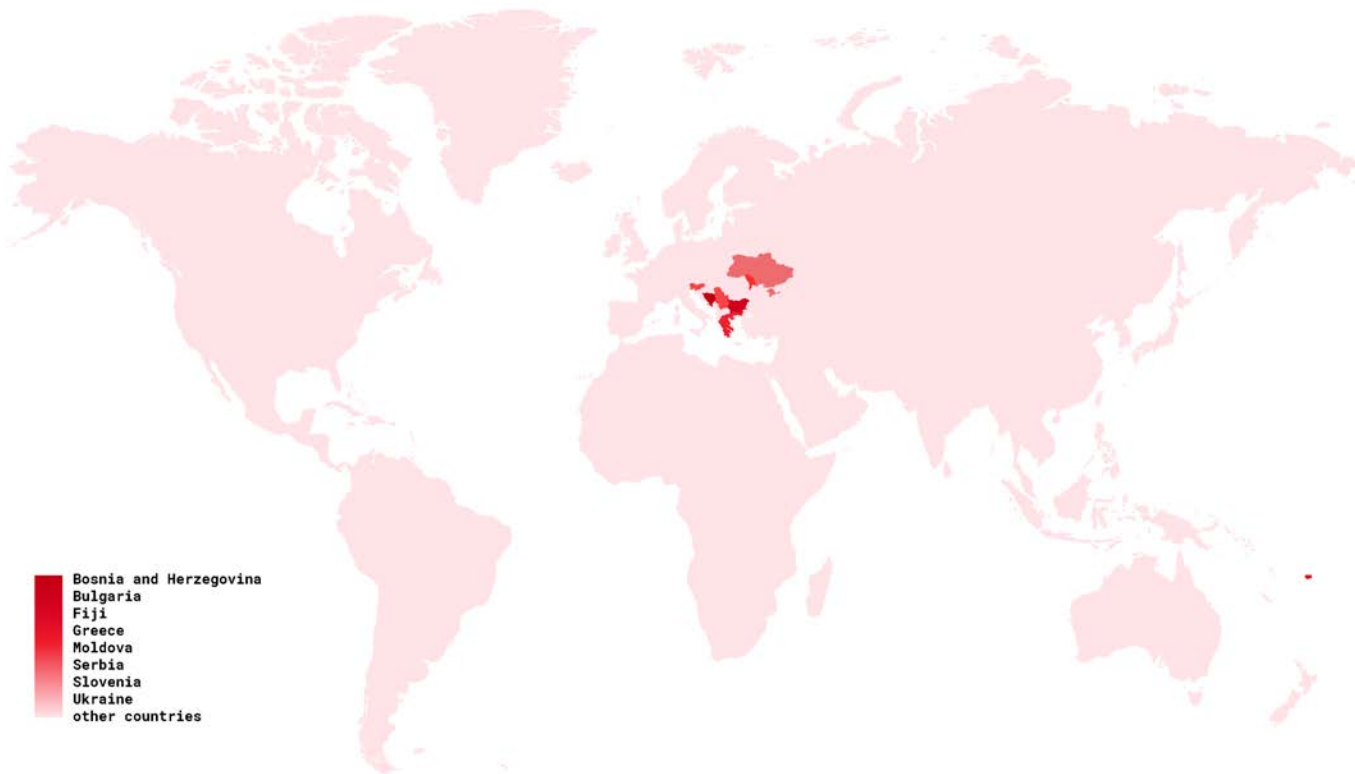 Bosnia and Herzegovina
Bulgaria
Fiji
Greece
Moldova
Serbia
Slovenia
Ukraine
other countries